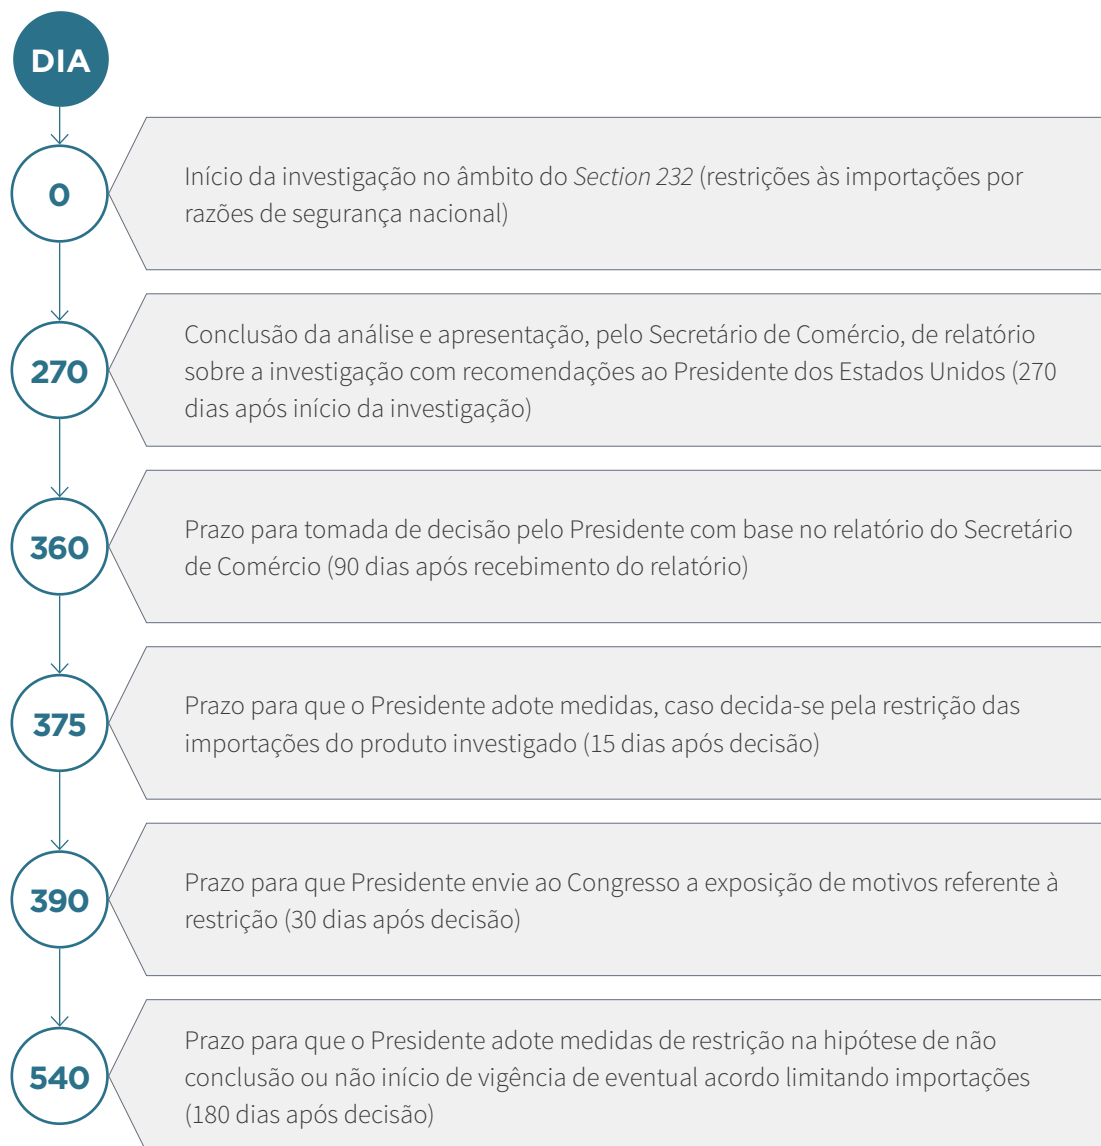 DIA
0
Início da investigação no âmbito do Section 232 (restrições às importações por
razões de segurança nacional)
270
Conclusão da análise e apresentação, pelo Secretário de Comércio, de relatório
sobre a investigação com recomendações ao Presidente dos Estados Unidos (270
dias após início da investigação)
360
Prazo para tomada de decisão pelo Presidente com base no relatório do Secretário
de Comércio (90 dias após recebimento do relatório)
375
Prazo para que o Presidente adote medidas, caso decida-se pela restrição das
importações do produto investigado (15 dias após decisão)
390
Prazo para que Presidente envie ao Congresso a exposição de motivos referente à
restrição (30 dias após decisão)
540
Prazo para que o Presidente adote medidas de restrição na hipótese de não
conclusão ou não início de vigência de eventual acordo limitando importações
(180 dias após decisão)